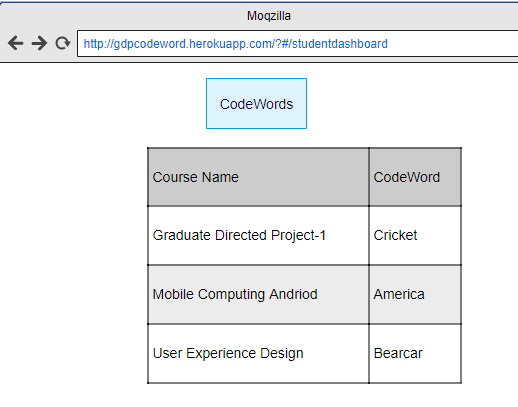 Moqzilla
http://gdpcodeword.herokuapp.com/?#/studentdashboard
CodeWords
Course Name CodeWord
Graduate Directed Project-1 Cricket
Mobile Computing Andriod America
User Experience Design Bearcar